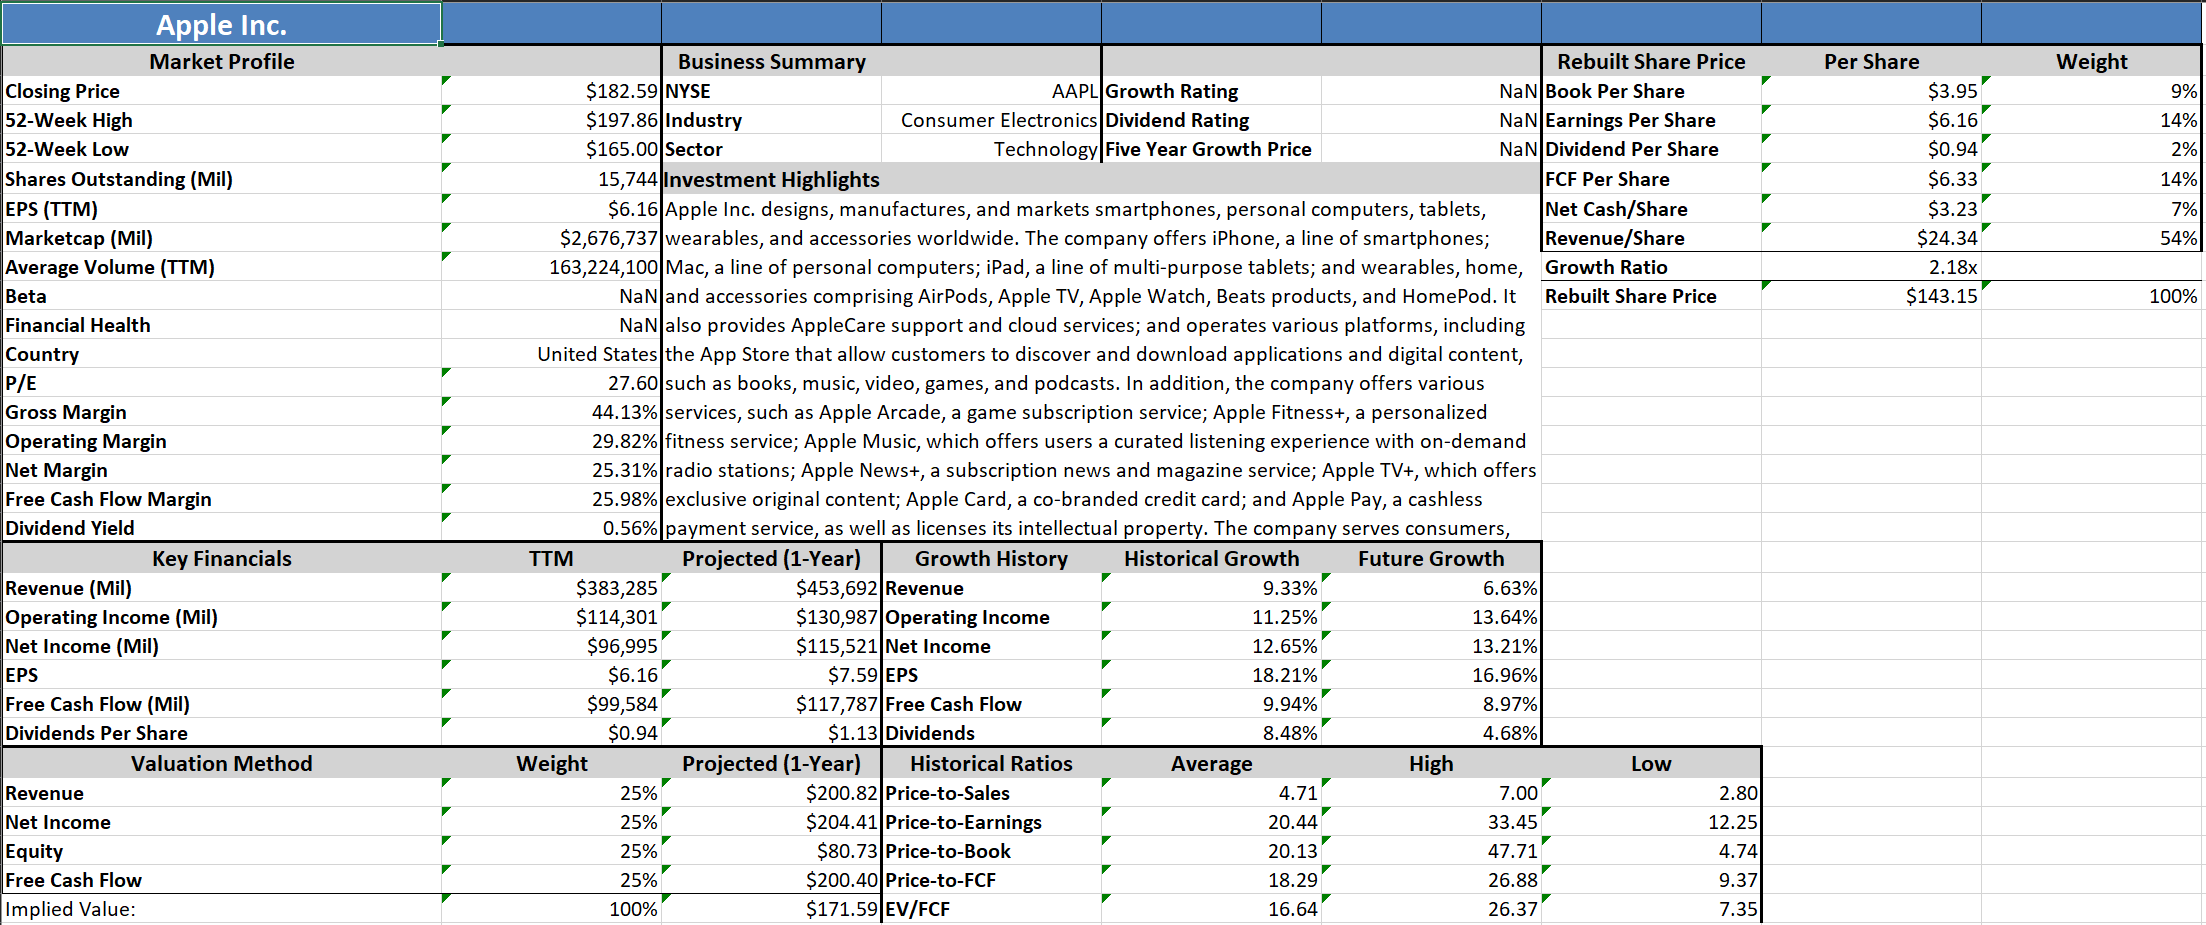 Apple Inc.
Market Profile Business Summary Rebuilt Share Price Per Share Weight
Closing Price $182.59 NYSE AAPL Growth Rating NaN Book Per Share $3.95 9%
52-Week High $197.86 Industry Consumer Electronics Dividend Rating NaN Earnings Per Share $6.16 14%
52-Week Low $165.00 Sector Technology Five Year Growth Price NaN Dividend Per Share $0.94 2%
Shares Outstanding (Mil) 15,744 Investment Highlights FCF Per Share $6.33 14%
EPS (TTM) $6.16 Apple Inc. designs, manufactures, and markets smartphones, personal computers, tablets, Net Cash/Share $3.23 7%
Marketcap (Mil) $2,676,737 wearables, and accessories worldwide. The company offers iPhone, a line of smartphones; Revenue/Share $24.34 54%
Average Volume (TTM) 163,224,100 Mac, a line of personal computers; iPad, a line of multi-purpose tablets; and wearables, home, Growth Ratio 2.18x
Beta NaN and accessories comprising AirPods, Apple TV, Apple Watch, Beats products, and HomePod. It Rebuilt Share Price $143.15 100%
Financial Health NaN also provides AppleCare support and cloud services; and operates various platforms, including
Country United States the App Store that allow customers to discover and download applications and digital content,
P/E 27.60 such as books, music, video, games, and podcasts. In addition, the company offers various
Gross Margin 44.13% services, such as Apple Arcade, a game subscription service; Apple Fitness+, a personalized
Operating Margin 29.82% fitness service; Apple Music, which offers users a curated listening experience with on-demand
Net Margin 25.31% radio stations; Apple News+, a subscription news and magazine service; Apple TV+, which offers
Free Cash Flow Margin 25.98% exclusive original content; Apple Card, a co-branded credit card; and Apple Pay, a cashless
Dividend Yield 0.56% payment service, as well as licenses its intellectual property. The company serves consumers,
Key Financials TTM Projected (1-Year) Growth History Historical Growth Future Growth
Revenue (Mil) $383,285 $453,692 Revenue 9.33% 6.63%
Operating Income (Mil) $114,301 $130,987 Operating Income 11.25% 13.64%
Net Income (Mil) $96,995 $115,521 Net Income 12.65% 13.21%
EPS $6.16 $7.59 EPS 18.21% 16.96%
Free Cash Flow (Mil) $99,584 $117,787 Free Cash Flow 9.94% 8.97%
Dividends Per Share $0.94 $1.13 Dividends 8.48% 4.68%
Valuation Method Weight Projected (1-Year) Historical Ratios Average High Low
Revenue 25% $200.82 Price-to-Sales 4.71 7.00 2.80
Net Income 25% $204.41 Price-to-Earnings 20.44 33.45 12.25
Equity 25% $80.73 Price-to-Book 20.13 47.71 4.74
Free Cash Flow 25% $200.40 Price-to-FCF 18.29 26.88 9.37
Implied Value: 100% $171.59 EV/FCF 16.64 26.37 7.35